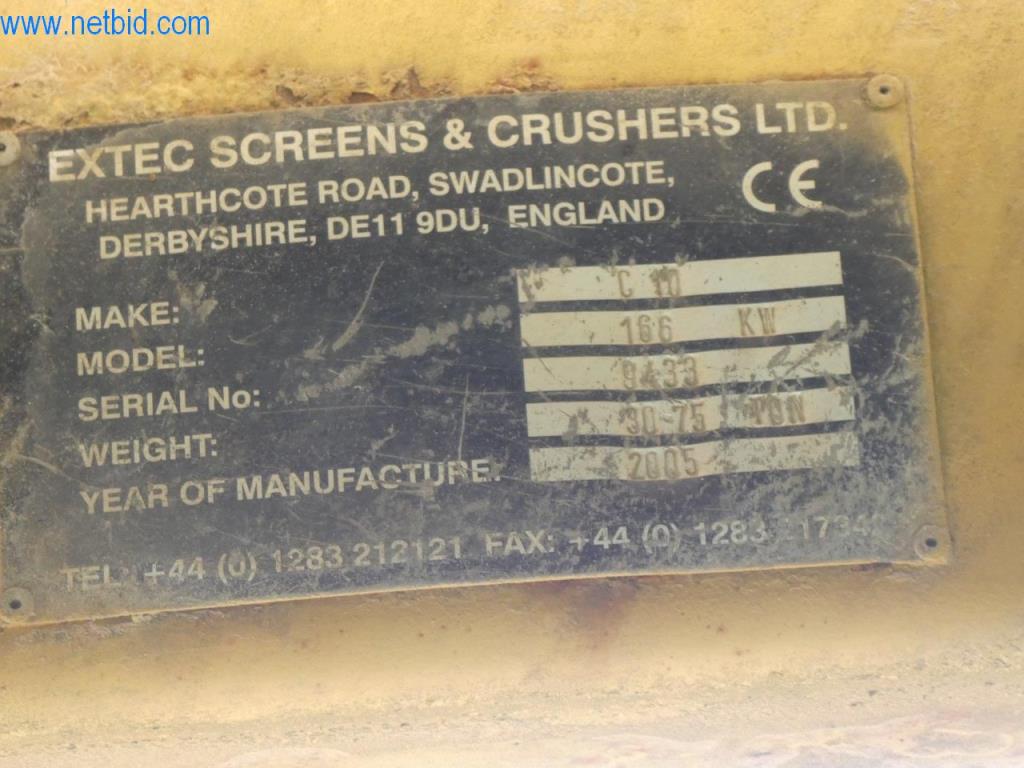 www.netbid.com
EXTEC SCREENS & CRUSHERS LTD.
HEARTHCOTE ROAD, SWADLINCOTE,
DERBYSHIRE, DE11 9DU, ENGLAND
CE
MAKE: C 10
MODEL: 166 KW
SERIAL No: 9433
WEIGHT: 30-75 TON
YEAR OF MANUFACTURE: 2005
TEL: +44 (0) 1283 212121 FAX: +44 (0) 1283